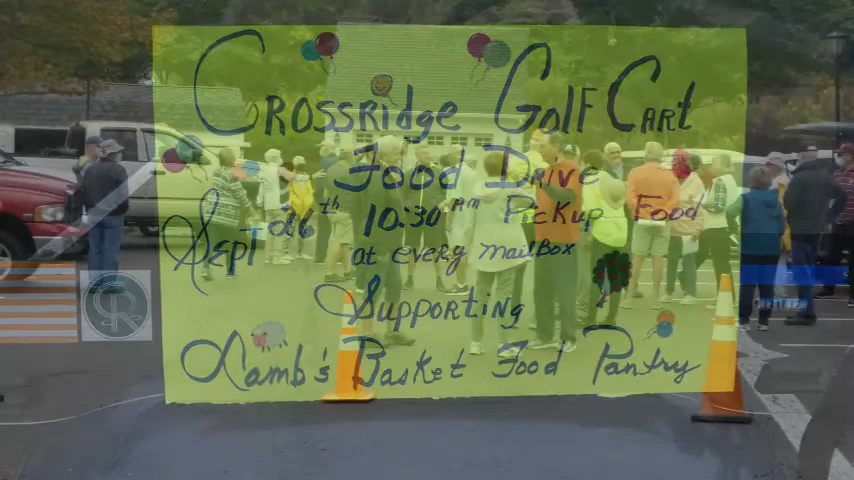 Crossridge Golf Cart
Food Drive
Sept 26th 10:30 AM Pickup Food
at every mailbox
Supporting
Lamb's Basket Food Pantry
CR